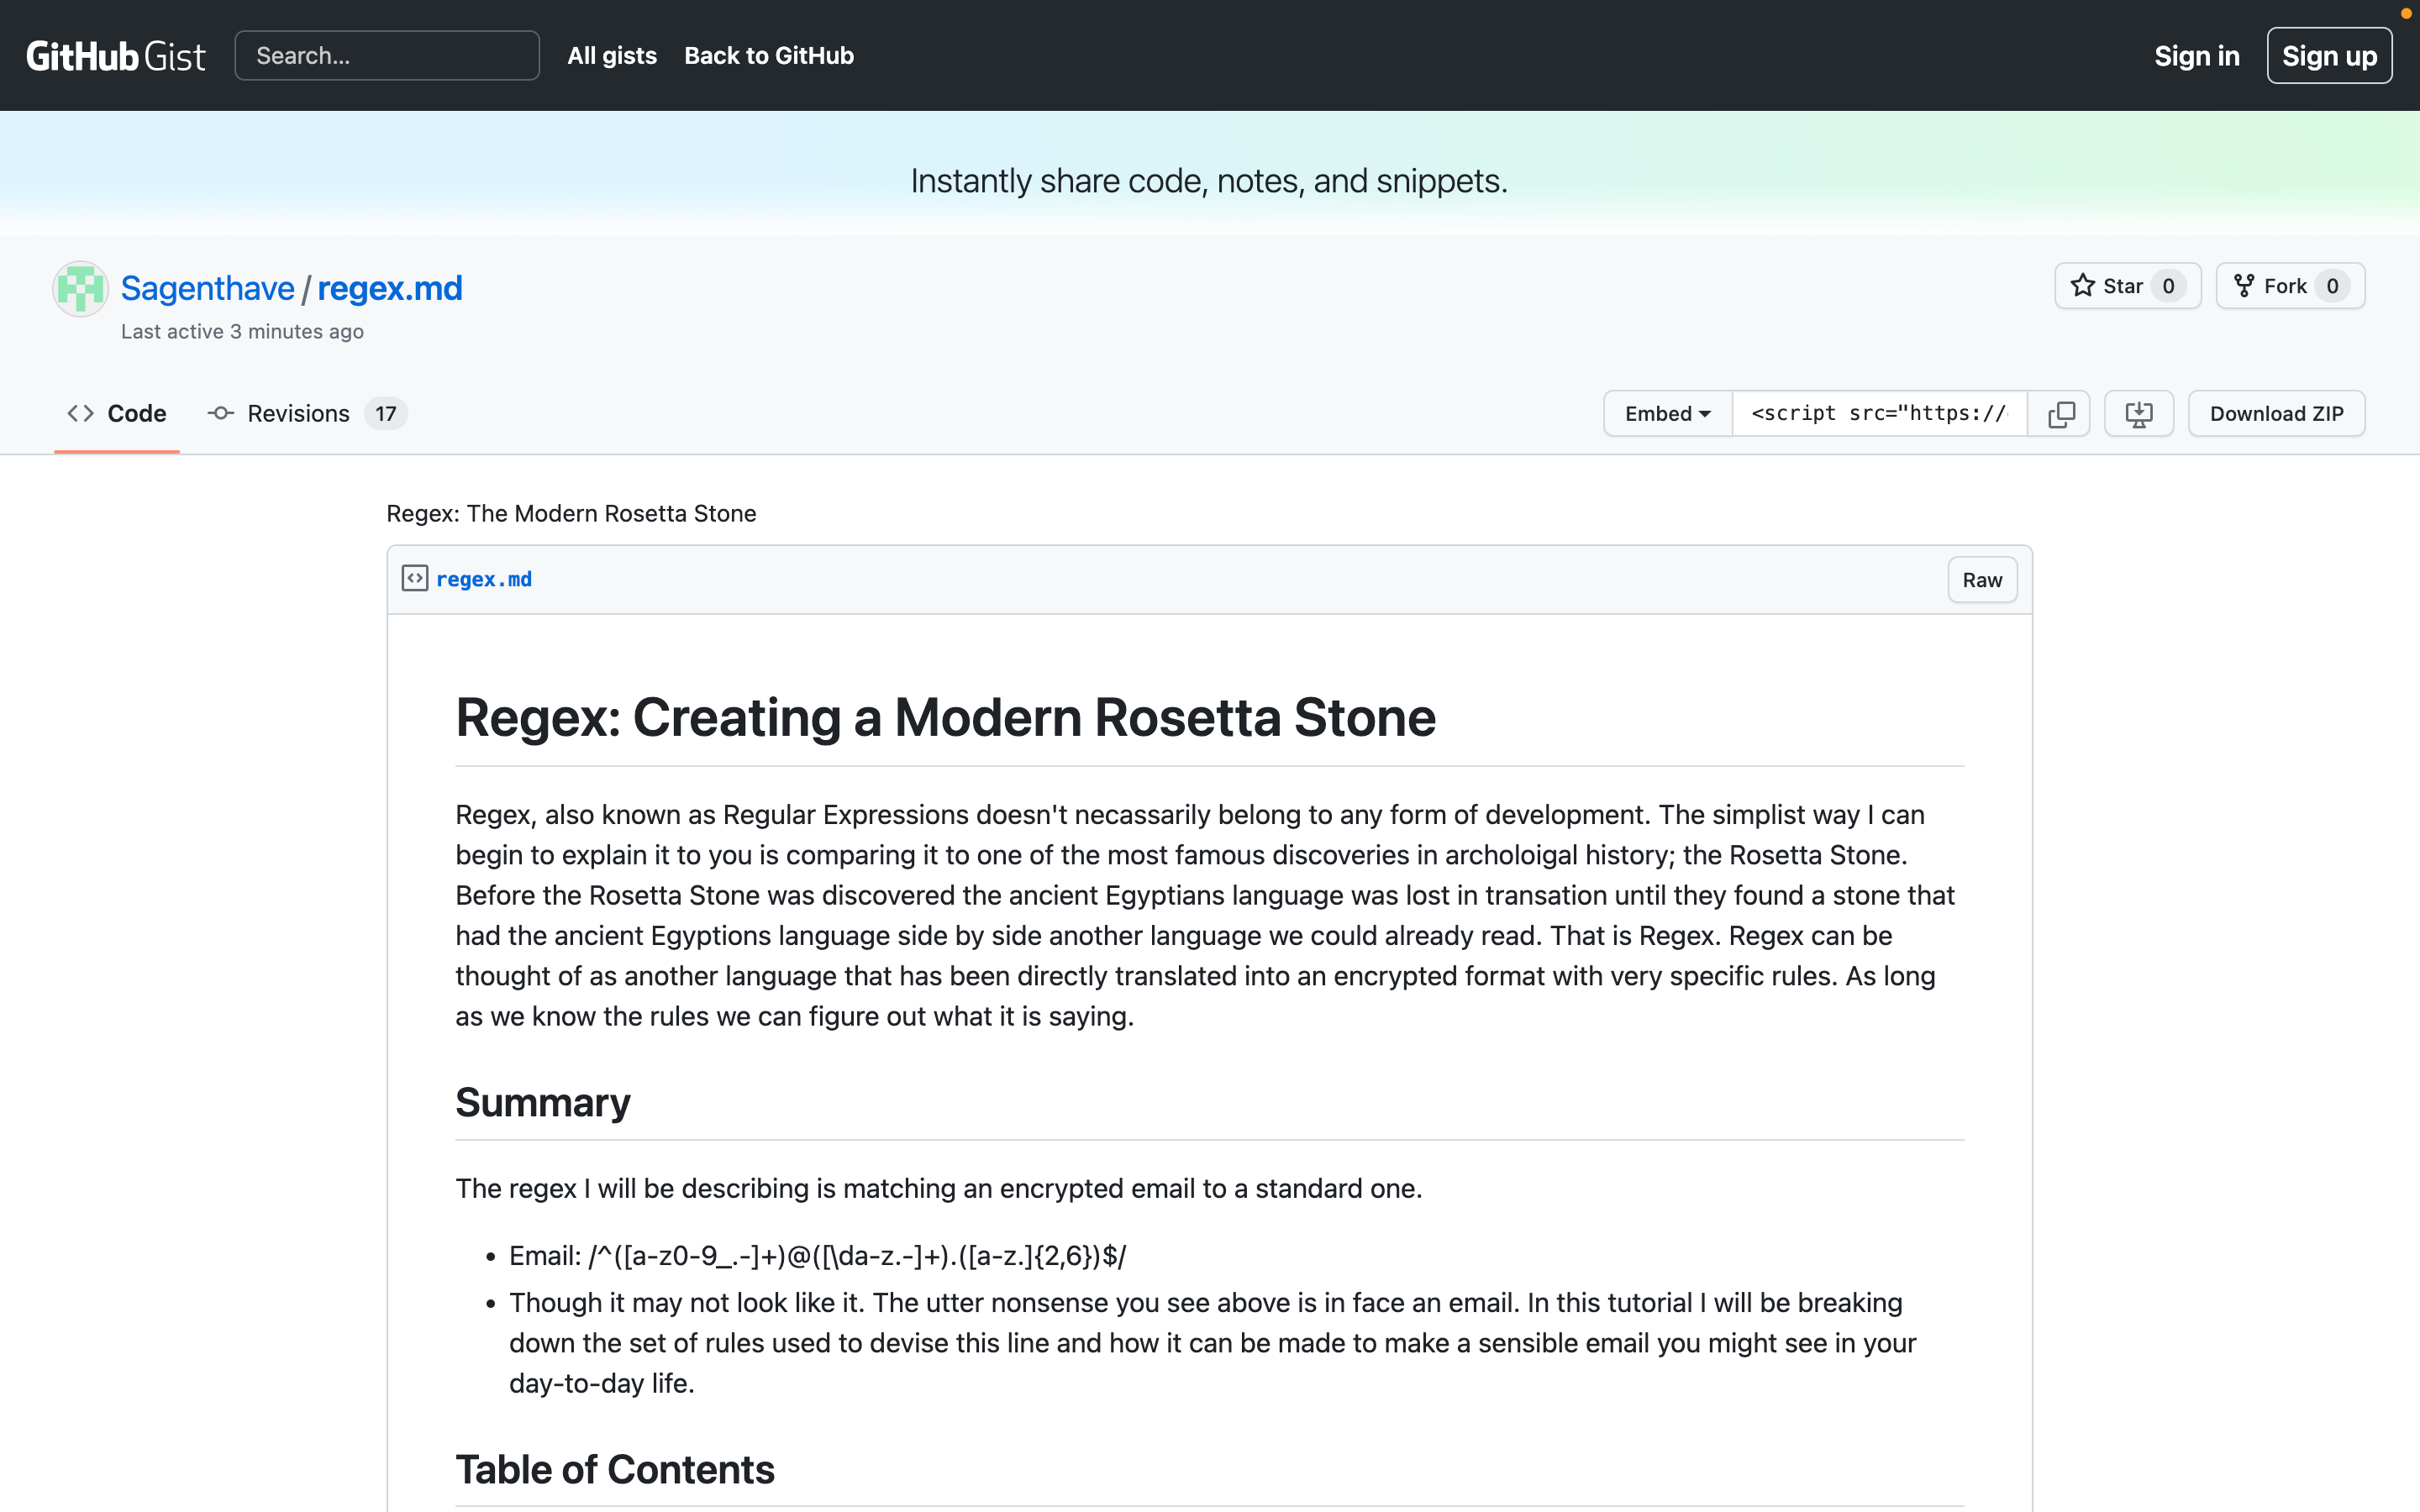 GitHub Gist
Search...
All gists
Back to GitHub
Sign in
Sign up
Instantly share code, notes, and snippets.
Sagenthave / regex.md
Last active 3 minutes ago
Star 0
Fork 0
Code
Revisions 17
Embed
<script src="https://
Download ZIP
Regex: The Modern Rosetta Stone
regex.md
Raw
Regex: Creating a Modern Rosetta Stone
Regex, also known as Regular Expressions doesn't necassarily belong to any form of development. The simplist way I can
begin to explain it to you is comparing it to one of the most famous discoveries in archoloigal history; the Rosetta Stone.
Before the Rosetta Stone was discovered the ancient Egyptians language was lost in transation until they found a stone that
had the ancient Egyptions language side by side another language we could already read. That is Regex. Regex can be
thought of as another language that has been directly translated into an encrypted format with very specific rules. As long
as we know the rules we can figure out what it is saying.
Summary
The regex I will be describing is matching an encrypted email to a standard one.
• Email: /^([a-z0-9_.-]+)@([\da-z.-]+).([a-z.]{2,6})$/
• Though it may not look like it. The utter nonsense you see above is in face an email. In this tutorial I will be breaking
down the set of rules used to devise this line and how it can be made to make a sensible email you might see in your
day-to-day life.
Table of Contents